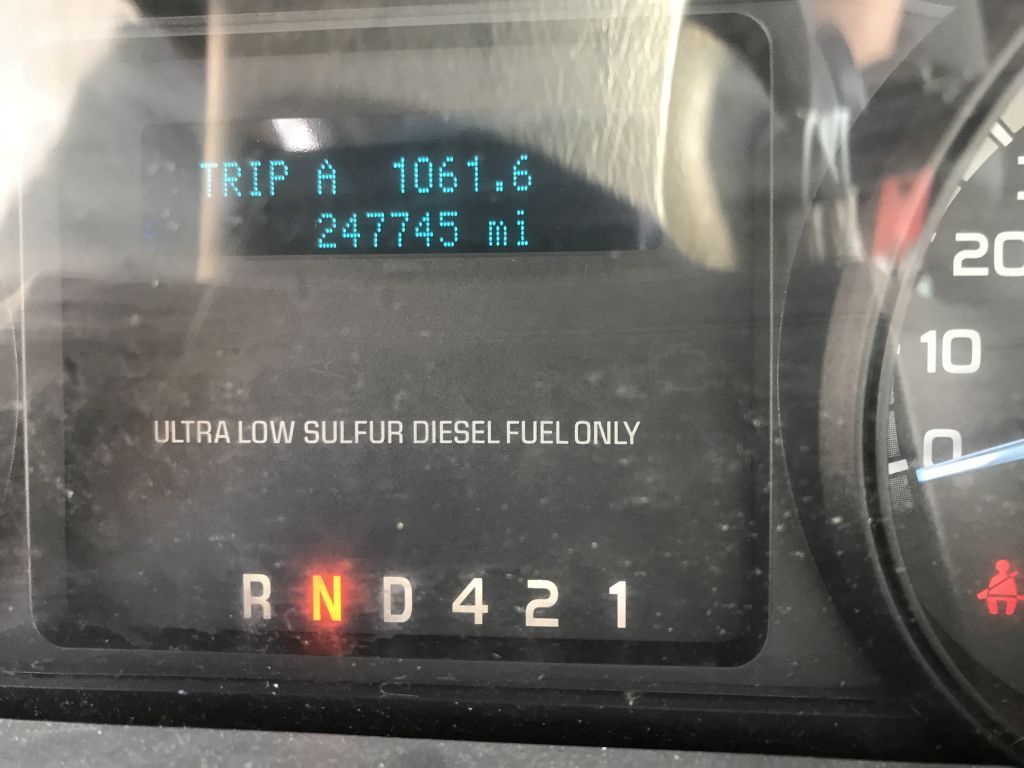 TRIP A 1061.6
247745 mi
20
10
0
ULTRA LOW SULFUR DIESEL FUEL ONLY
R N D 4 2 1